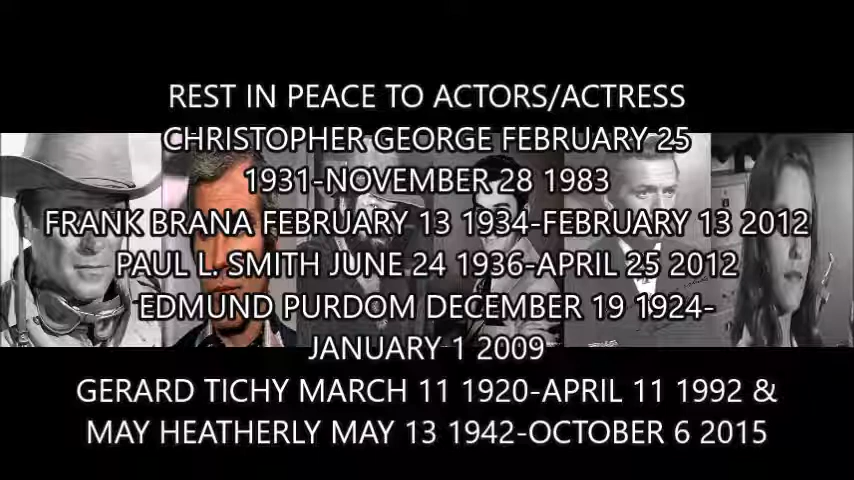 REST IN PEACE TO ACTORS/ACTRESS
CHRISTOPHER GEORGE FEBRUARY 25
1931-NOVEMBER 28 1983
FRANK BRANA FEBRUARY 13 1934-FEBRUARY 13 2012
PAUL L. SMITH JUNE 24 1936-APRIL 25 2012
EDMUND PURDOM DECEMBER 19 1924-
JANUARY 1 2009
GERARD TICHY MARCH 11 1920-APRIL 11 1992 &
MAY HEATHERLY MAY 13 1942-OCTOBER 6 2015